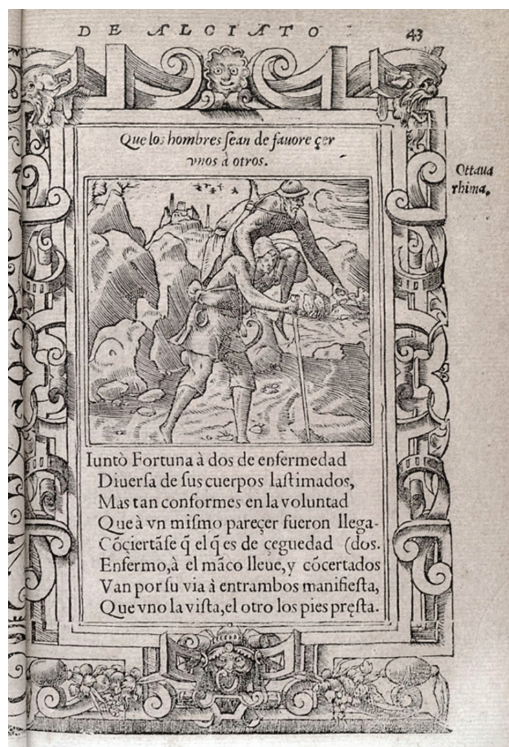 DE ALCIATO
43
Que los hombres ſean de fauore çer
vnos à otros.
Ottaua
rhima.
Iuntò Fortuna à dos de enfermedad
Diuerſa de ſus cuerpos laſtimados,
Mas tan conformes en la voluntad
Que à vn miſmo pareçer fueron llega-
Cõçiertãſe q̃ el q̃ es de çeguedad (dos.
Enfermo, à el mãco lleue, y cõcertados
Van por ſu via à entrambos manifieſta,
Que vno la viſta, el otro los pies pręſta.